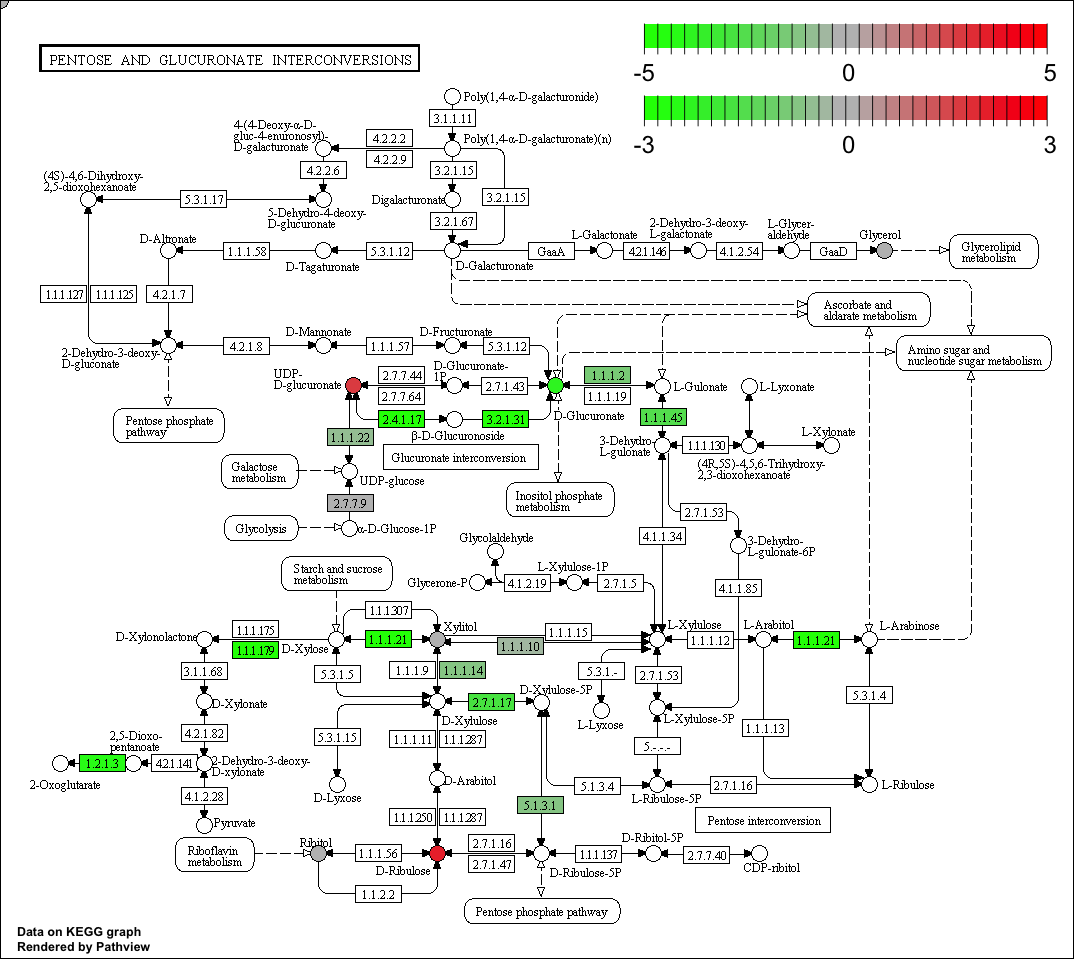 PENTOSE AND GLUCURONATE INTERCONVERSIONS
-5 0 5
-3 0 3
Poly(1,4-α-D-galacturonide)
3.1.1.11
4-(4-Deoxy-α-D-
gluc-4-enuronosyl)-
D-galacturonate
4.2.2.2
Poly(1,4-α-D-galacturonate)(n)
4.2.2.9
4.2.2.6
3.2.1.15
(4S)-4,6-Dihydroxy-
2,5-dioxohexanoate
5.3.1.17
Digalacturonate
3.2.1.15
5-Dehydro-4-deoxy-
D-glucuronate
3.2.1.67
D-Altronate
1.1.1.58
D-Tagaturonate
5.3.1.12
D-Galacturonate
GaaA
L-Galactonate
4.2.1.146
2-Dehydro-3-deoxy-
L-galactonate
4.1.2.54
L-Glycer-
aldehyde
GaaD
Glycerol
Glycerolipid
metabolism
1.1.1.127
1.1.1.125
4.2.1.7
Ascorbate and
aldarate metabolism
2-Dehydro-3-deoxy-
D-gluconate
4.2.1.8
D-Mannonate
1.1.1.57
D-Fructuronate
5.3.1.12
Amino sugar and
nucleotide sugar metabolism
UDP-
D-glucuronate
2.7.7.44
2.7.7.64
D-Glucuronate-
1P
2.7.1.43
D-Glucuronate
1.1.1.2
1.1.1.19
L-Gulonate
L-Lyxonate
Pentose phosphate
pathway
2.4.1.17
β-D-Glucuronoside
3.2.1.31
1.1.1.45
1.1.1.22
Glucuronate interconversion
3-Dehydro-
L-gulonate
1.1.1.130
L-Xylonate
(4R,5S)-4,5,6-Trihydroxy-
2,3-dioxohexanoate
Galactose
metabolism
UDP-glucose
Inositol phosphate
metabolism
2.7.7.9
2.7.1.53
Glycolysis
α-D-Glucose-1P
4.1.1.34
3-Dehydro-
L-gulonate-6P
Glycolaldehyde
Starch and sucrose
metabolism
Glycerone-P
4.1.2.19
L-Xylulose-1P
2.7.1.5
4.1.1.85
1.1.1307
D-Xylonolactone
1.1.1.175
1.1.1.179
D-Xylose
1.1.1.21
Xylitol
1.1.1.15
1.1.1.10
L-Xylulose
1.1.1.12
L-Arabitol
1.1.1.21
L-Arabinose
3.1.1.68
5.3.1.5
1.1.1.9
1.1.1.14
5.3.1.-
2.7.1.53
5.3.1.4
D-Xylonate
D-Xylulose
2.7.1.17
D-Xylulose-5P
L-Lyxose
L-Xylulose-5P
1.1.1.13
2,5-Dioxo-
pentanoate
4.2.1.82
5.3.1.15
1.1.1.11
1.1.1287
5.-.-.-
2-Oxoglutarate
1.2.1.3
4.2.1.141
2-Dehydro-3-deoxy-
D-xylonate
D-Lyxose
D-Arabitol
5.1.3.4
L-Ribulose-5P
2.7.1.16
L-Ribulose
4.1.2.28
5.1.3.1
Pyruvate
1.1.1250
1.1.1287
Pentose interconversion
Riboflavin
metabolism
Ribitol
1.1.1.56
D-Ribulose
2.7.1.16
2.7.1.47
D-Ribulose-5P
1.1.1.137
D-Ribitol-5P
2.7.7.40
CDP-ribitol
1.1.2.2
Pentose phosphate pathway
Data on KEGG graph
Rendered by Pathview